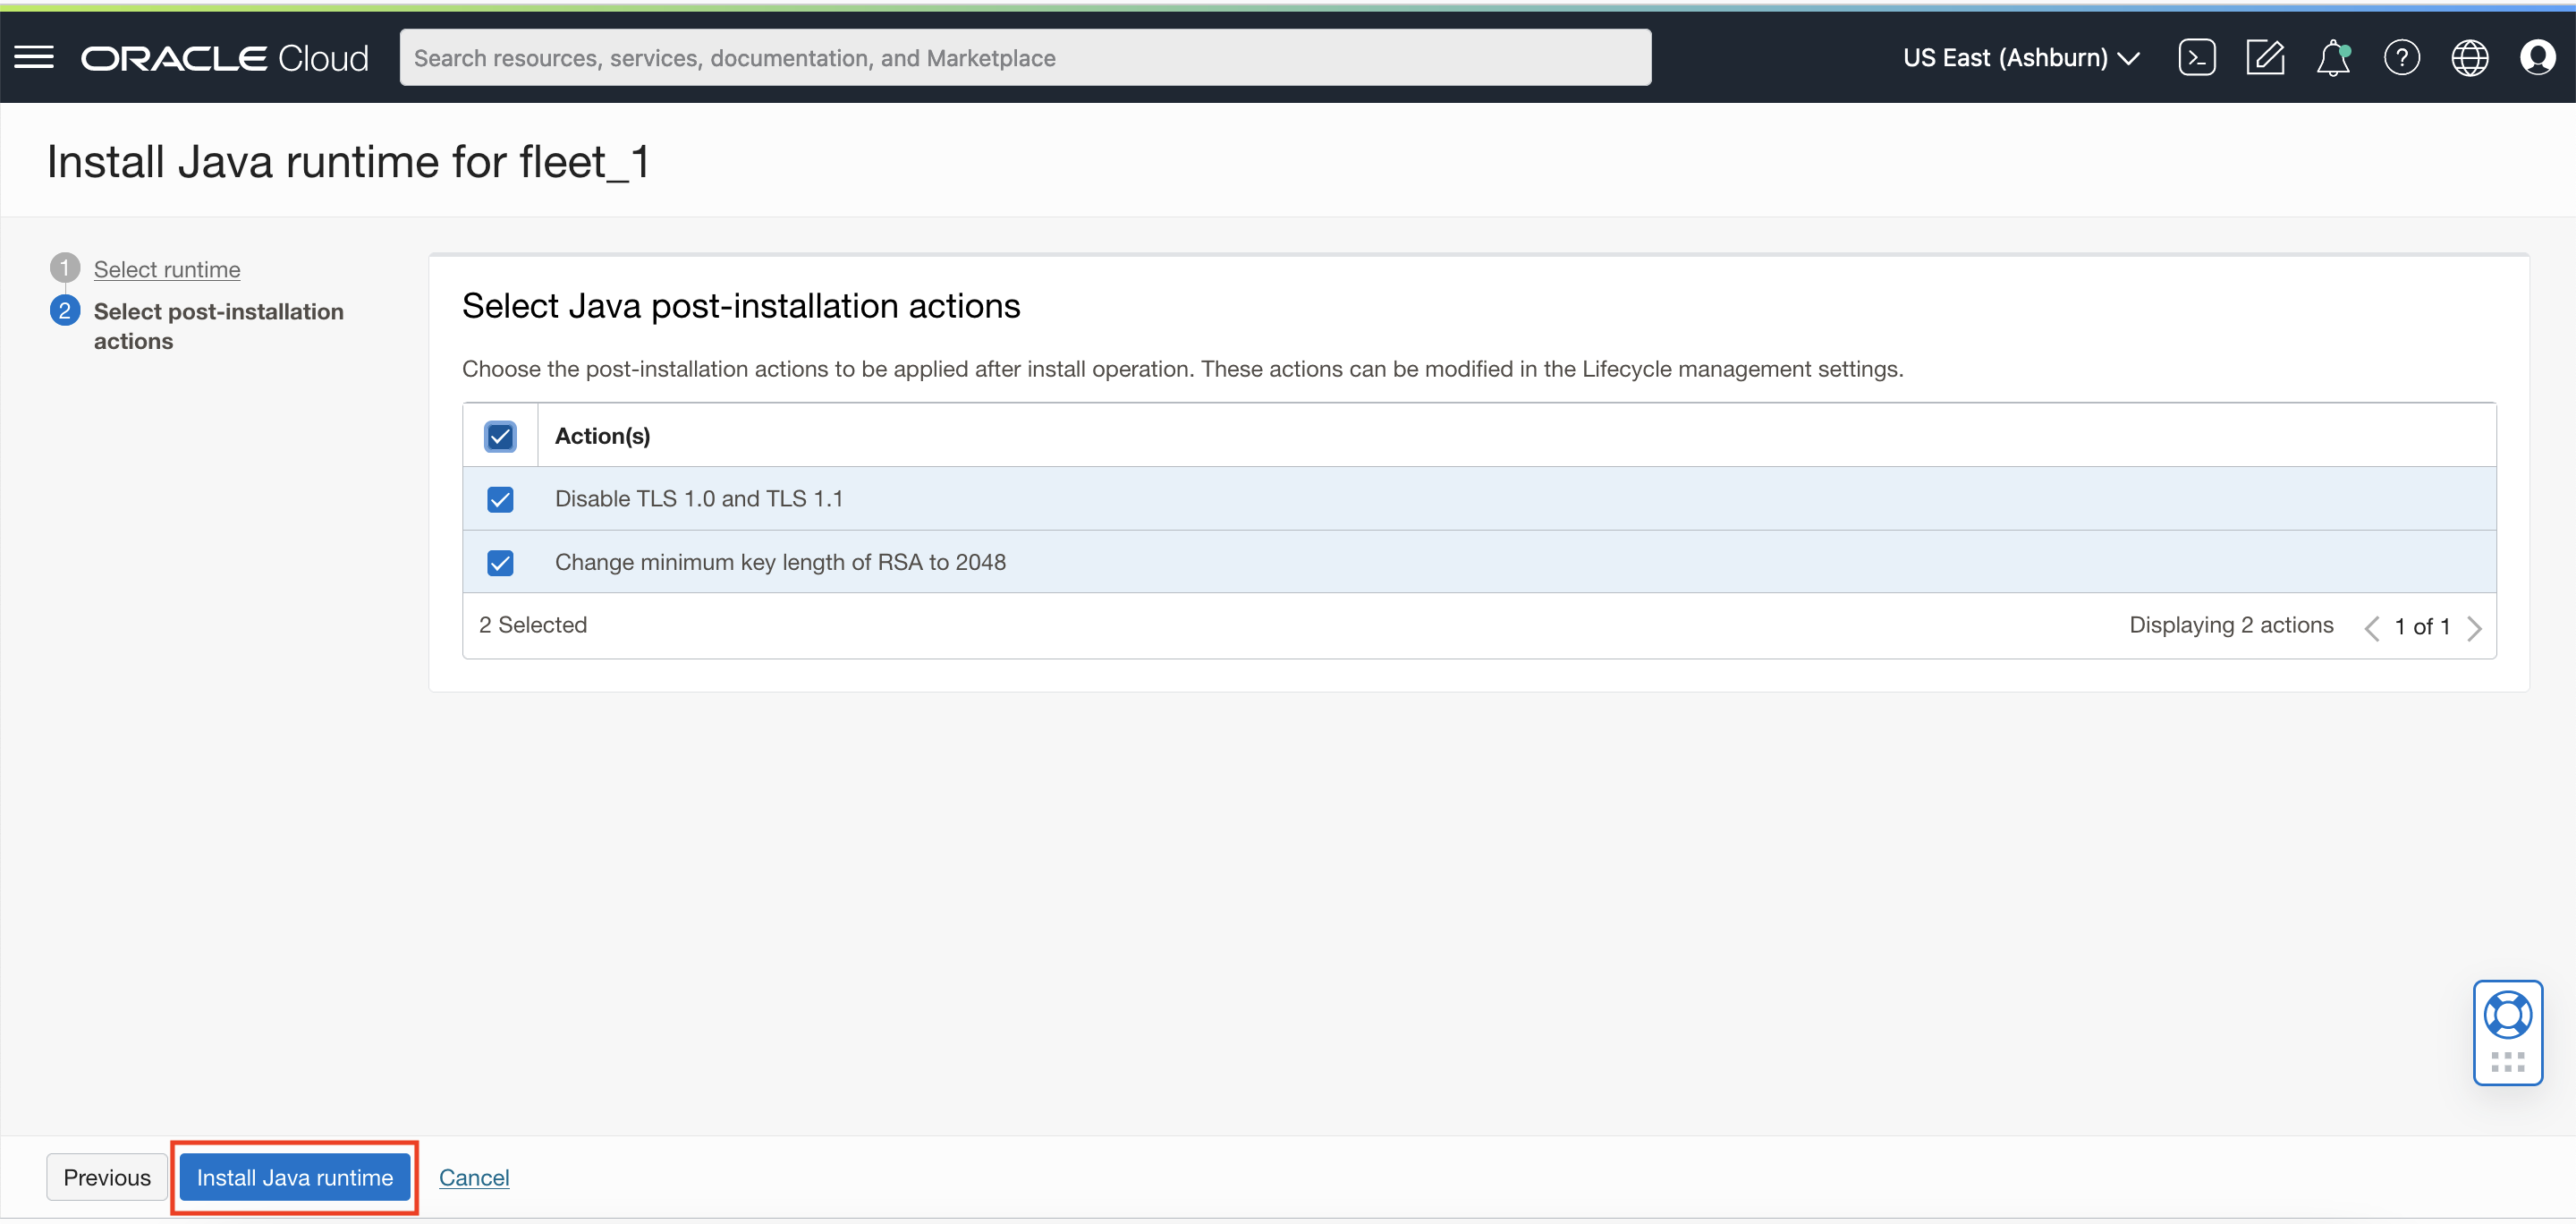 ORACLE Cloud
Search resources, services, documentation, and Marketplace
US East (Ashburn)
Install Java runtime for fleet_1
1 Select runtime
2 Select post-installation
actions
Select Java post-installation actions
Choose the post-installation actions to be applied after install operation. These actions can be modified in the Lifecycle management settings.
Action(s)
Disable TLS 1.0 and TLS 1.1
Change minimum key length of RSA to 2048
2 Selected
Displaying 2 actions 1 of 1
Previous
Install Java runtime
Cancel